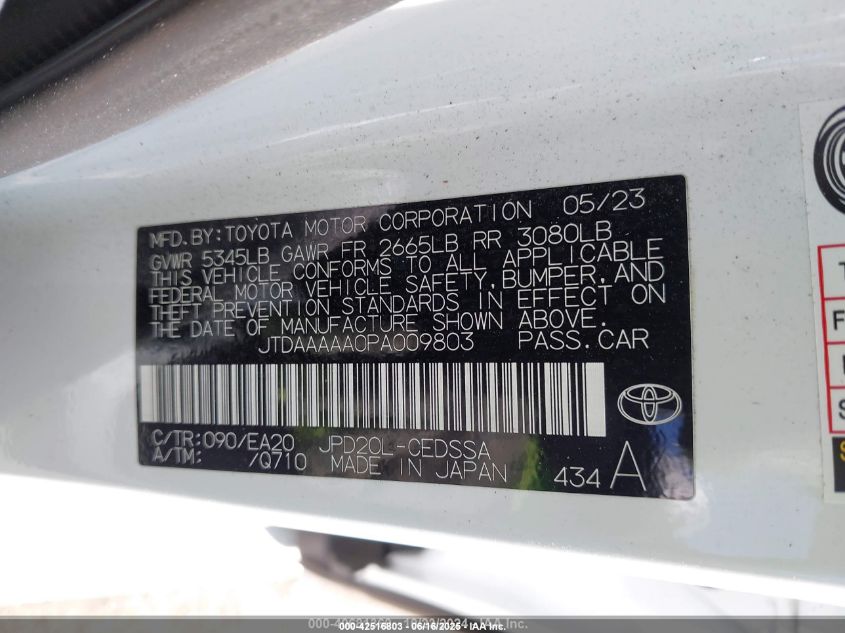 MFD. BY: TOYOTA MOTOR CORPORATION 05/23
GVWR 5345LB GAWR FR 2665LB RR 3080LB
THIS VEHICLE CONFORMS TO ALL APPLICABLE
FEDERAL MOTOR VEHICLE SAFETY, BUMPER, AND
THEFT PREVENTION STANDARDS IN EFFECT ON
THE DATE OF MANUFACTURE SHOWN ABOVE.
JTDAAAAA0PA009803 PASS. CAR
C/TR: 090/EA20 JPD20L-CEDSSA
A/TM: /Q710 MADE IN JAPAN 434 A
000-42516803 - 06/16/2025 - IAA Inc.